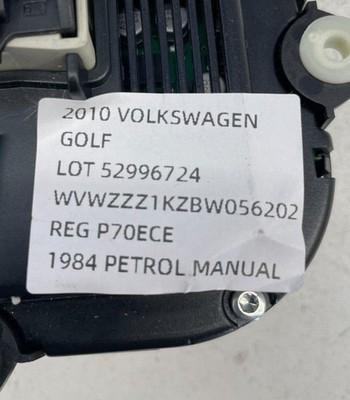 2010 VOLKSWAGEN
GOLF
LOT 52996724
WVWZZZ1KZBW056202
REG P70ECE
1984 PETROL MANUAL